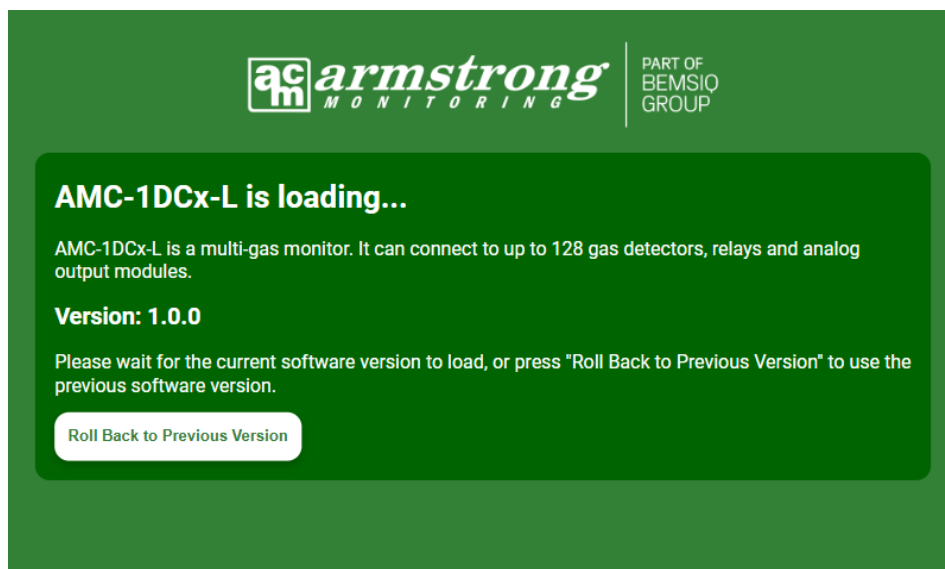 acm armstrong
MONITORING
PART OF
BEMSIQ
GROUP
AMC-1DCx-L is loading...
AMC-1DCx-L is a multi-gas monitor. It can connect to up to 128 gas detectors, relays and analog
output modules.
Version: 1.0.0
Please wait for the current software version to load, or press "Roll Back to Previous Version" to use the
previous software version.
Roll Back to Previous Version